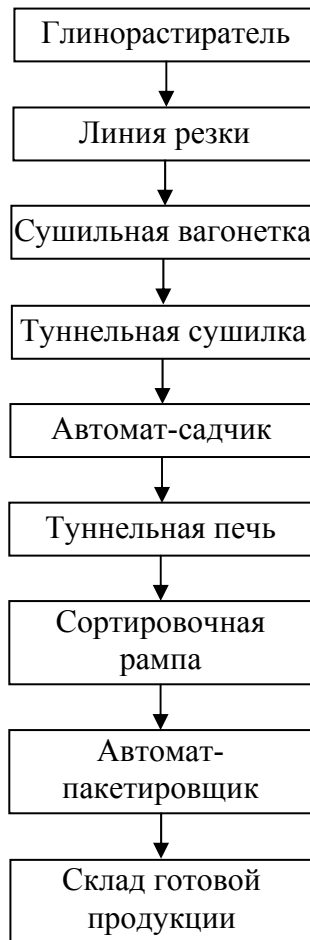 Глинорастиратель
Линия резки
Сушильная вагонетка
Туннельная сушилка
Автомат-садчик
Туннельная печь
Сортировочная
рампа
Автомат-
пакетировщик
Склад готовой
продукции